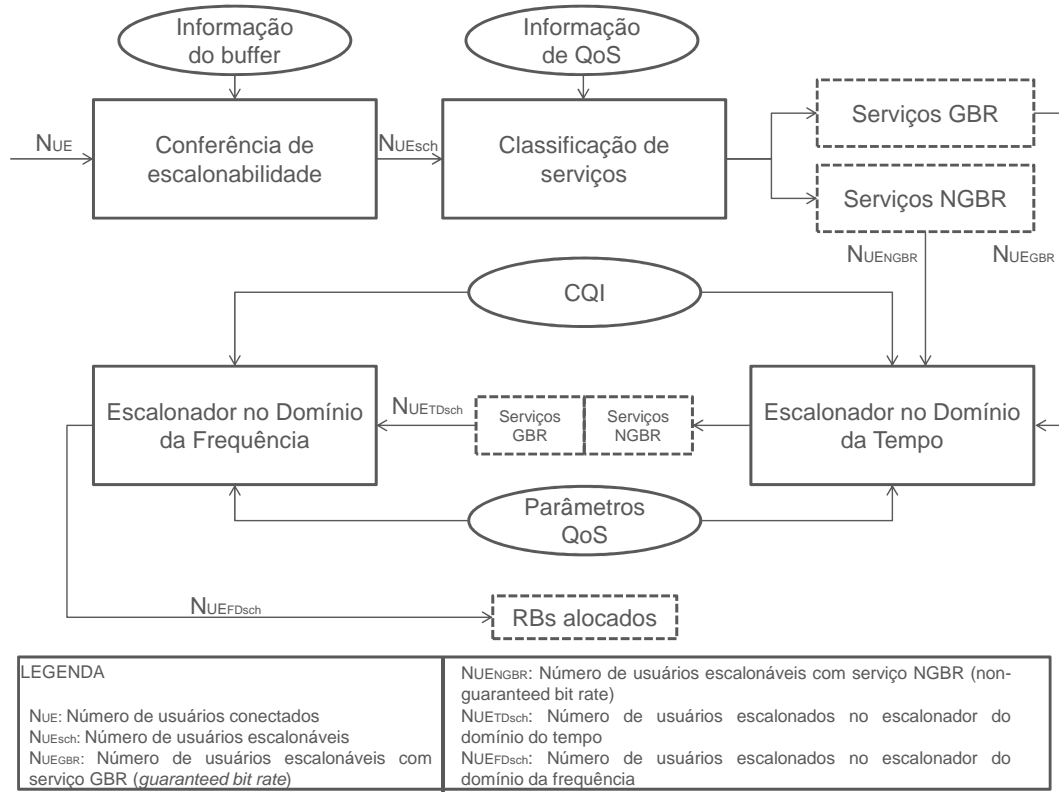 Informação
do buffer
Informação
de QoS
NUE
Conferência de
escalonabilidade
NUEsch
Classificação de
serviços
Serviços GBR
Serviços NGBR
NUENGBR
NUEGBR
CQI
Escalonador no Domínio
da Frequência
NUETDsch
Serviços
GBR
Serviços
NGBR
Escalonador no Domínio
da Tempo
Parâmetros
QoS
NUEFDsch
RBs alocados
LEGENDA
NUE: Número de usuários conectados
NUEsch: Número de usuários escalonáveis
NUEGBR: Número de usuários escalonáveis com
serviço GBR (guaranteed bit rate)
NUENGBR: Número de usuários escalonáveis com serviço NGBR (non-
guaranteed bit rate)
NUETDsch: Número de usuários escalonados no escalonador do
domínio do tempo
NUEFDsch: Número de usuários escalonados no escalonador do
domínio da frequência